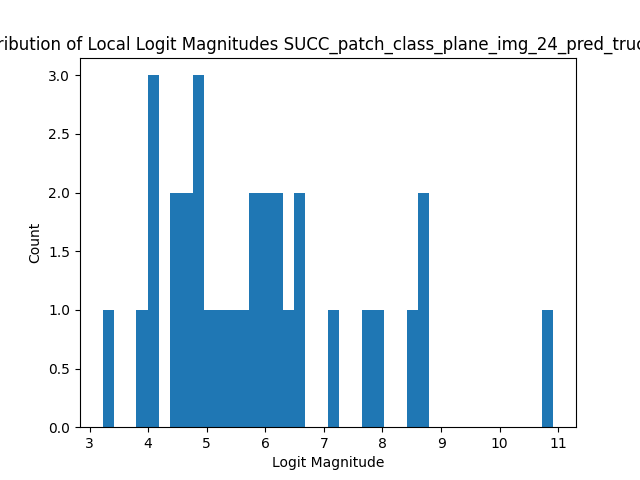 ribution of Local Logit Magnitudes SUCC_patch_class_plane_img_24_pred_truc
3.0
2.5
2.0
1.5
1.0
0.5
0.0
Count
3 4 5 6 7 8 9 10 11
Logit Magnitude